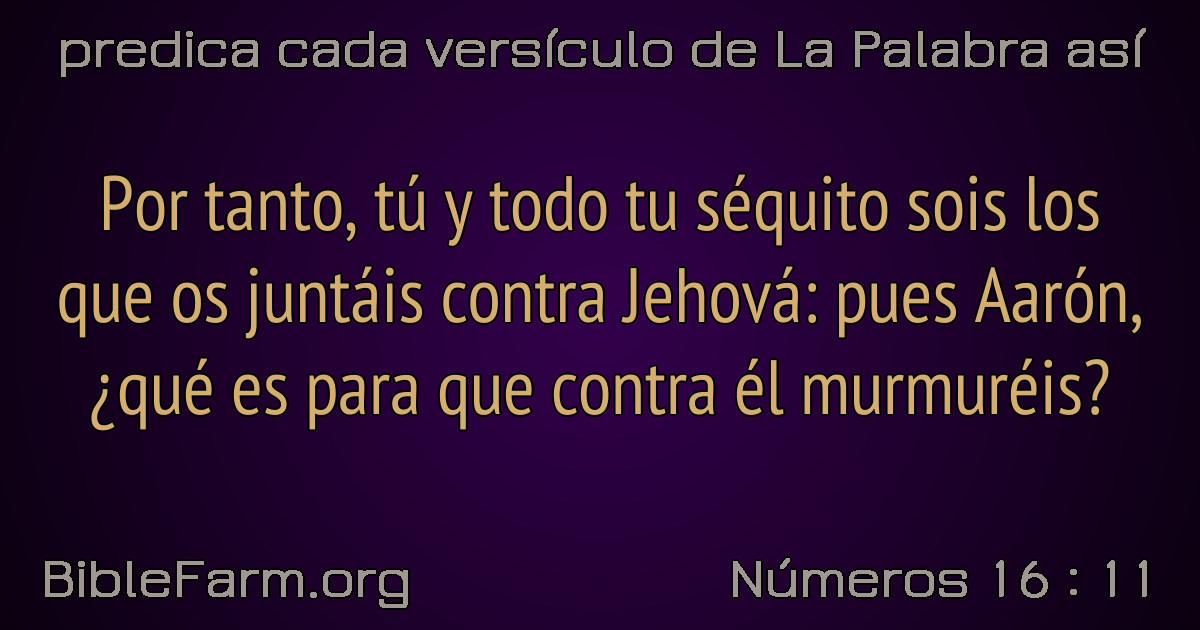 predica cada versículo de La Palabra así
Por tanto, tú y todo tu séquito sois los
que os juntáis contra Jehová: pues Aarón,
¿qué es para que contra él murmuréis?
BibleFarm.org
Números 16 : 11